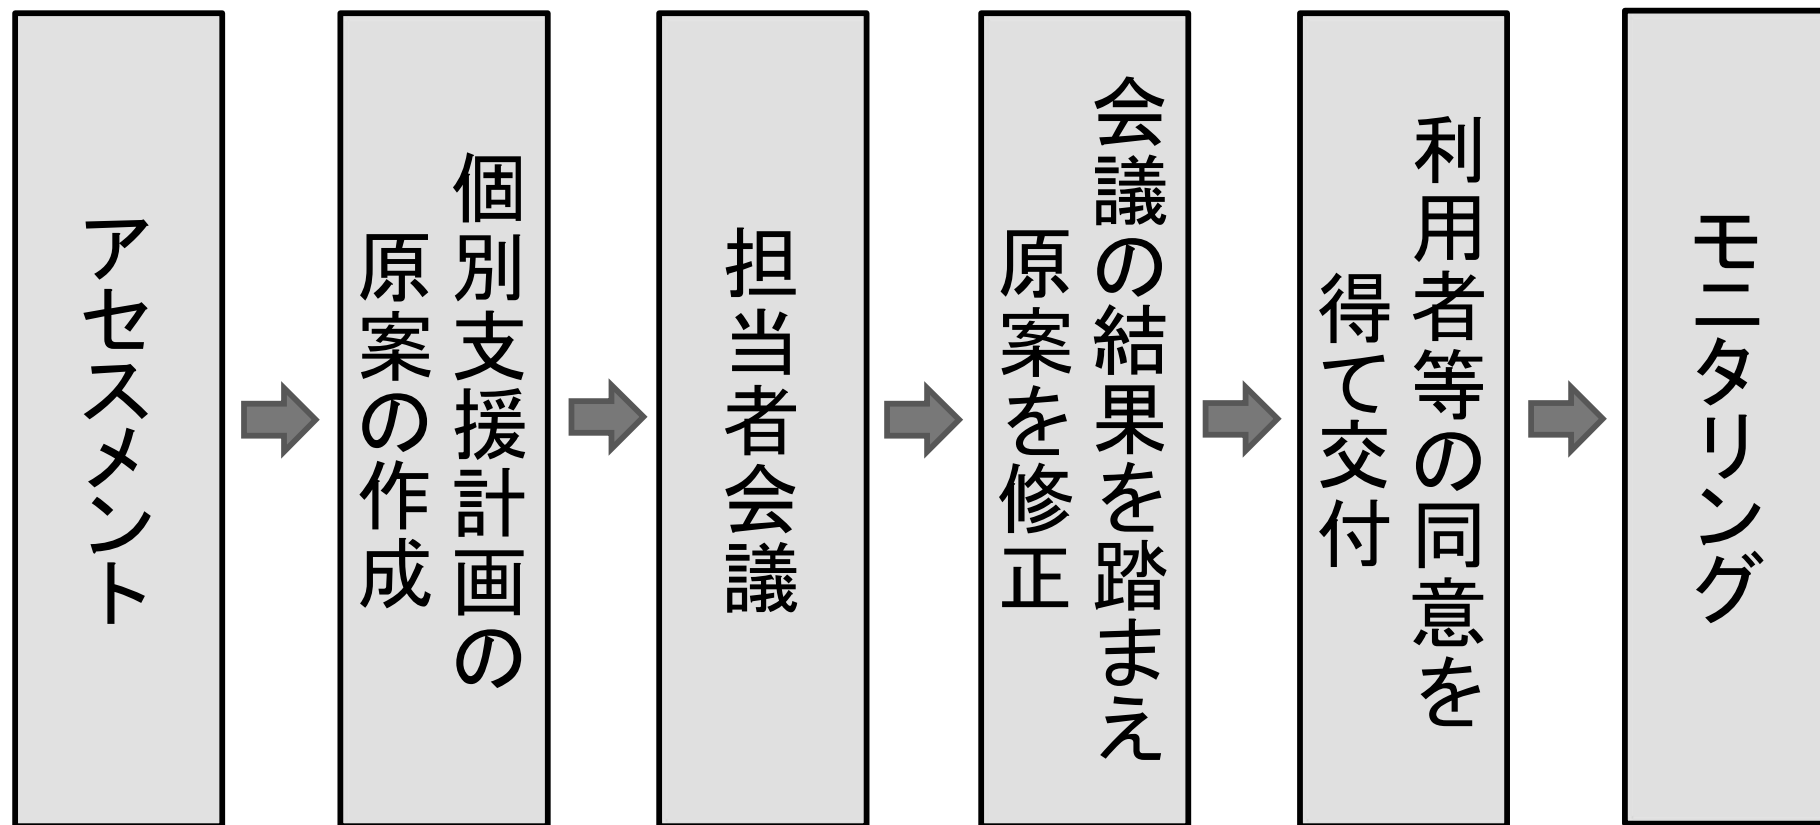 アセスメント
個別支援計画の
原案の作成
担当者会議
会議の結果を踏まえ
原案を修正
利用者等の同意を
得て交付
モニタリング